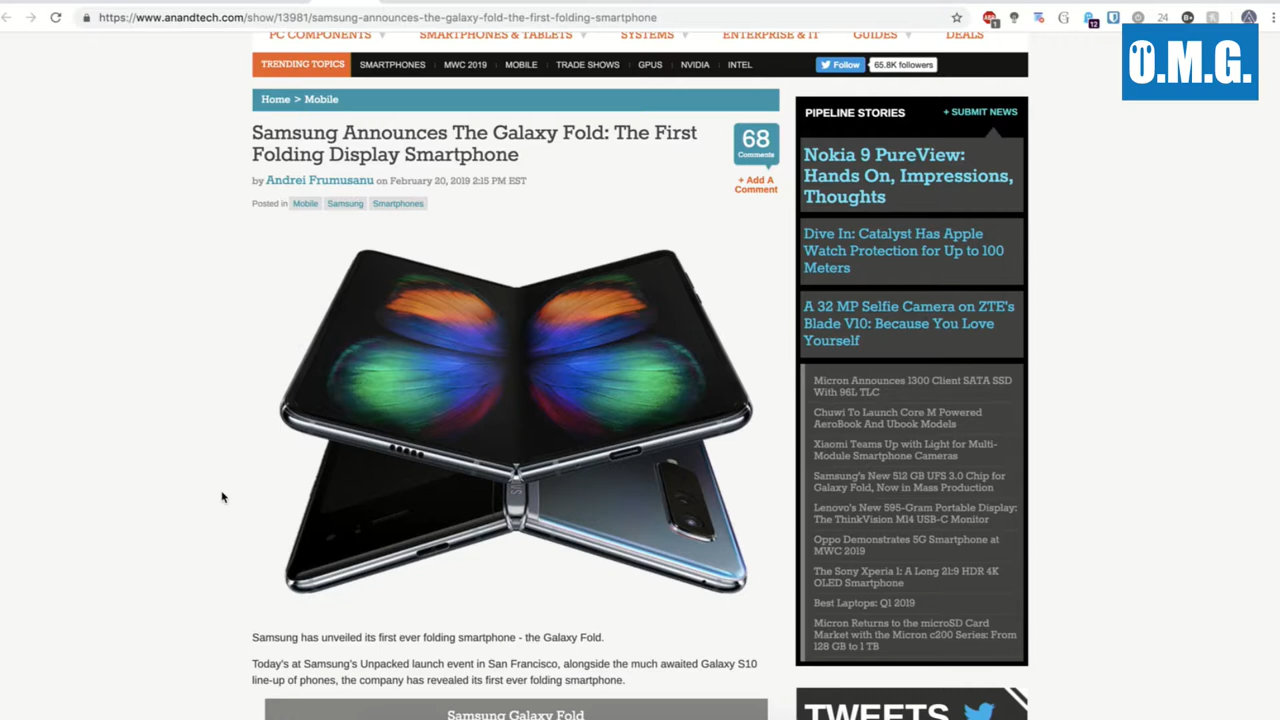 https://www.anandtech.com/show/13981/samsung-announces-the-galaxy-fold-the-first-folding-smartphone
1
12
24
O.M.G.
PC COMPONENTS
SMARTPHONES & TABLETS
SYSTEMS
ENTERPRISE & IT
GUIDES
DEALS
TRENDING TOPICS
SMARTPHONES
MWC 2019
MOBILE
TRADE SHOWS
GPUS
NVIDIA
INTEL
Follow
65.8K followers
Home > Mobile
Samsung Announces The Galaxy Fold: The First
Folding Display Smartphone
68
Comments
+ Add A
Comment
by Andrei Frumusanu on February 20, 2019 2:15 PM EST
Posted in Mobile Samsung Smartphones
Samsung has unveiled its first ever folding smartphone - the Galaxy Fold.
Today's at Samsung's Unpacked launch event in San Francisco, alongside the much awaited Galaxy S10
line-up of phones, the company has revealed its first ever folding smartphone.
Samsung Galaxy Fold
PIPELINE STORIES
+ SUBMIT NEWS
Nokia 9 PureView:
Hands On, Impressions,
Thoughts
Dive In: Catalyst Has Apple
Watch Protection for Up to 100
Meters
A 32 MP Selfie Camera on ZTE's
Blade V10: Because You Love
Yourself
Micron Announces 1300 Client SATA SSD
With 96L TLC
Chuwi To Launch Core M Powered
AeroBook And Ubook Models
Xiaomi Teams Up with Light for Multi-
Module Smartphone Cameras
Samsung's New 512 GB UFS 3.0 Chip for
Galaxy Fold, Now in Mass Production
Lenovo's New 595-Gram Portable Display:
The ThinkVision M14 USB-C Monitor
Oppo Demonstrates 5G Smartphone at
MWC 2019
The Sony Xperia 1: A Long 21:9 HDR 4K
OLED Smartphone
Best Laptops: Q1 2019
Micron Returns to the microSD Card
Market with the Micron c200 Series: From
128 GB to 1 TB
TWEETS